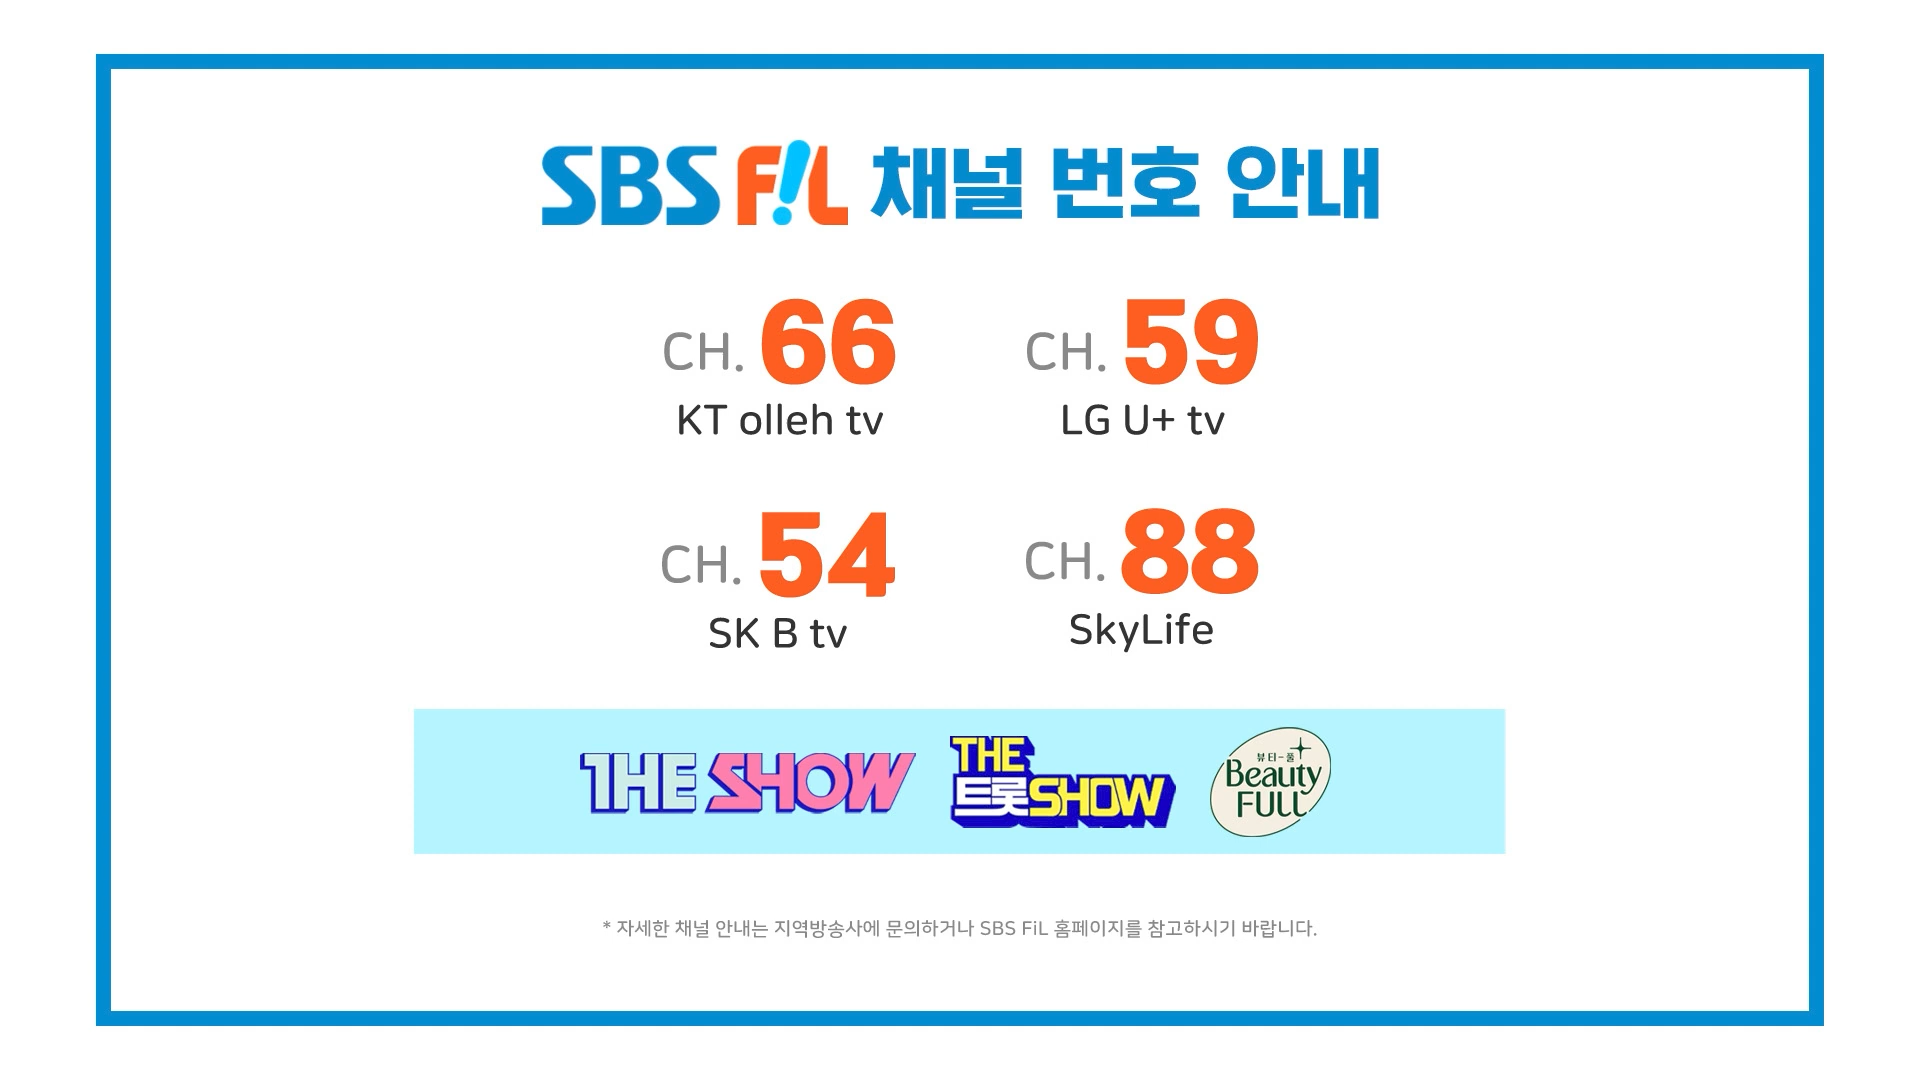 SBS F!L 채널 번호 안내
CH. 66
KT olleh tv
CH. 59
LG U+ tv
CH. 54
SK B tv
CH. 88
SkyLife
THE SHOW
THE
트롯SHOW
뷰티-풀
Beauty
FULL
* 자세한 채널 안내는 지역방송사에 문의하거나 SBS FiL 홈페이지를 참고하시기 바랍니다.